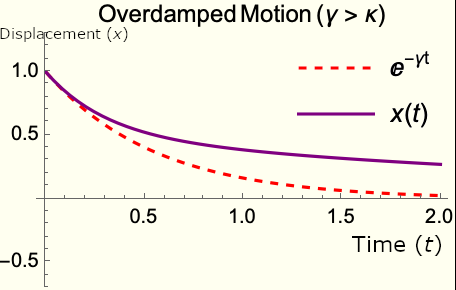 Overdamped Motion (γ > κ)
Displacement (x)
1.0
0.5
−0.5
0.5
1.0
1.5
2.0
Time (t)
e^−γt
x(t)